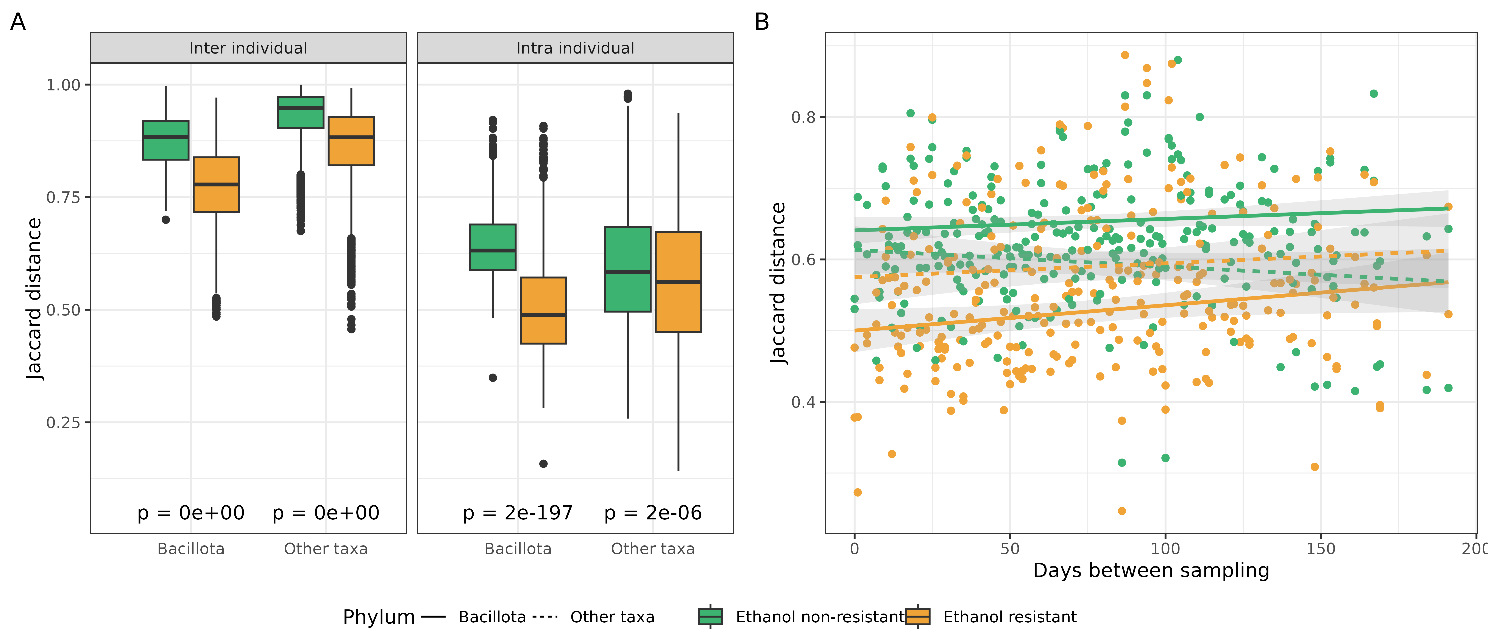 A
Inter individual
Intra individual
Jaccard distance
1.00
0.75
0.50
0.25
p = 0e+00
p = 0e+00
p = 2e-197
p = 2e-06
Bacillota
Other taxa
Bacillota
Other taxa
B
Jaccard distance
0.8
0.6
0.4
0
50
100
150
200
Days between sampling
Phylum
Bacillota
Other taxa
Ethanol non-resistant
Ethanol resistant